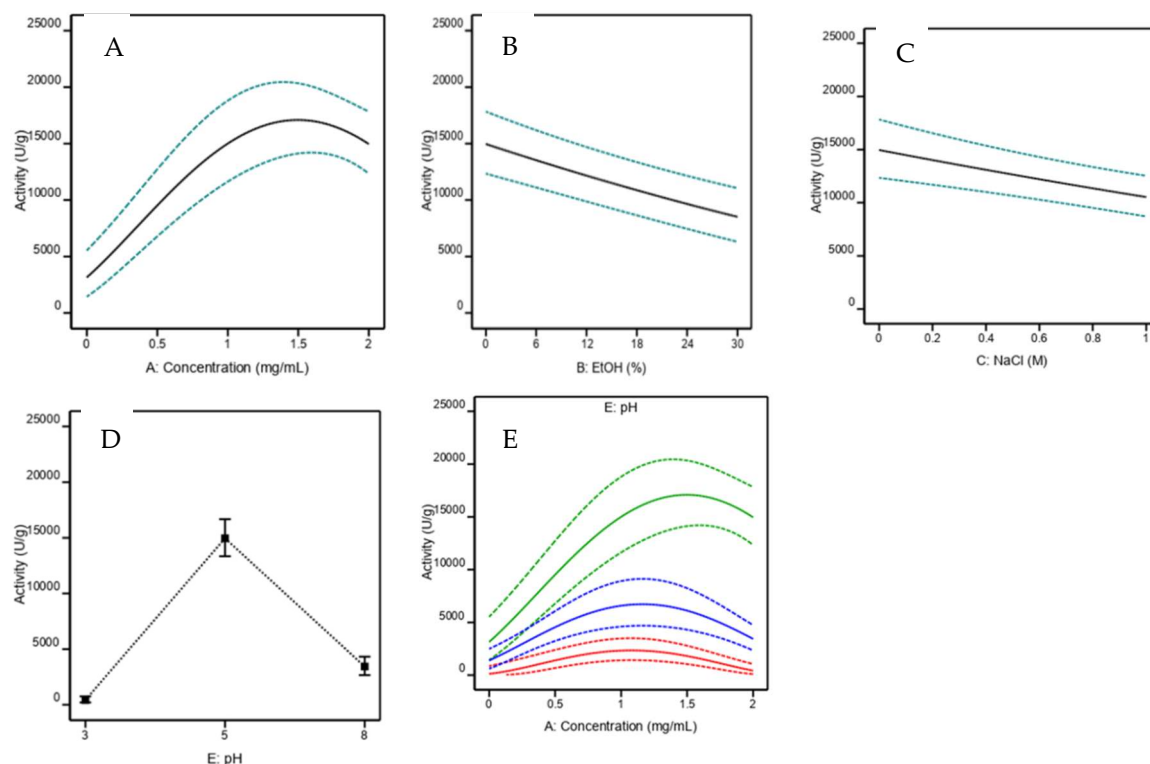 A
25000
20000
15000
10000
5000
0
Activity (U/g)
0 0.5 1 1.5 2
A: Concentration (mg/mL)
B
25000
20000
15000
10000
5000
0
Activity (U/g)
0 6 12 18 24 30
B: EtOH (%)
C
25000
20000
15000
10000
5000
0
Activity (U/g)
0 0.2 0.4 0.6 0.8 1
C: NaCl (M)
D
25000
20000
15000
10000
5000
0
Activity (U/g)
3 5 8
E: pH
E: pH
E
25000
20000
15000
10000
5000
0
Activity (U/g)
0 0.5 1 1.5 2
A: Concentration (mg/mL)